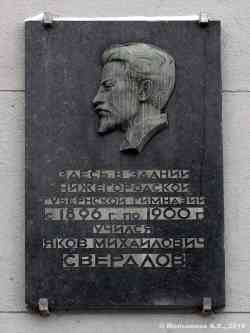 ЗДЕСЬ В ЗДАНИИ
НИЖЕГОРОДСКОЙ
ГУБЕРНСКОЙ ГИМНАЗИИ
С 1896 Г. ПО 1900 Г.
УЧИЛСЯ
ЯКОВ МИХАЙЛОВИЧ
СВЕРДЛОВ